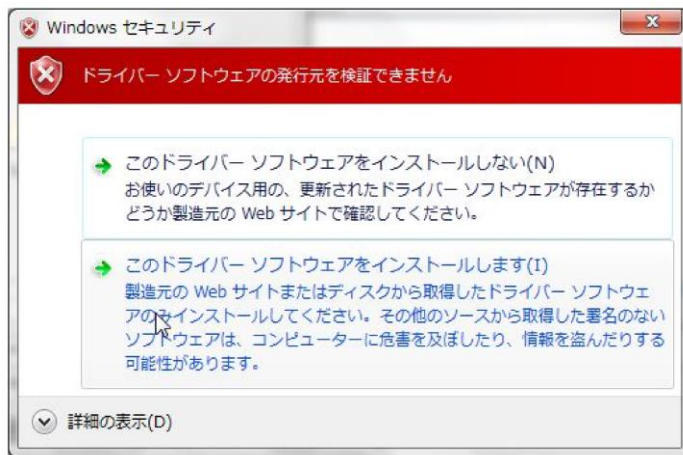 Windows セキュリティ
ドライバー ソフトウェアの発行元を検証できません
このドライバー ソフトウェアをインストールしない(N)
お使いのデバイス用の、更新されたドライバー ソフトウェアが存在するか
どうか製造元の Web サイトで確認してください。
このドライバー ソフトウェアをインストールします(I)
製造元の Web サイトまたはディスクから取得したドライバー ソフトウェ
アのみインストールしてください。その他のソースから取得した署名のない
ソフトウェアは、コンピューターに危害を及ぼしたり、情報を盗んだりする
可能性があります。
詳細の表示(D)